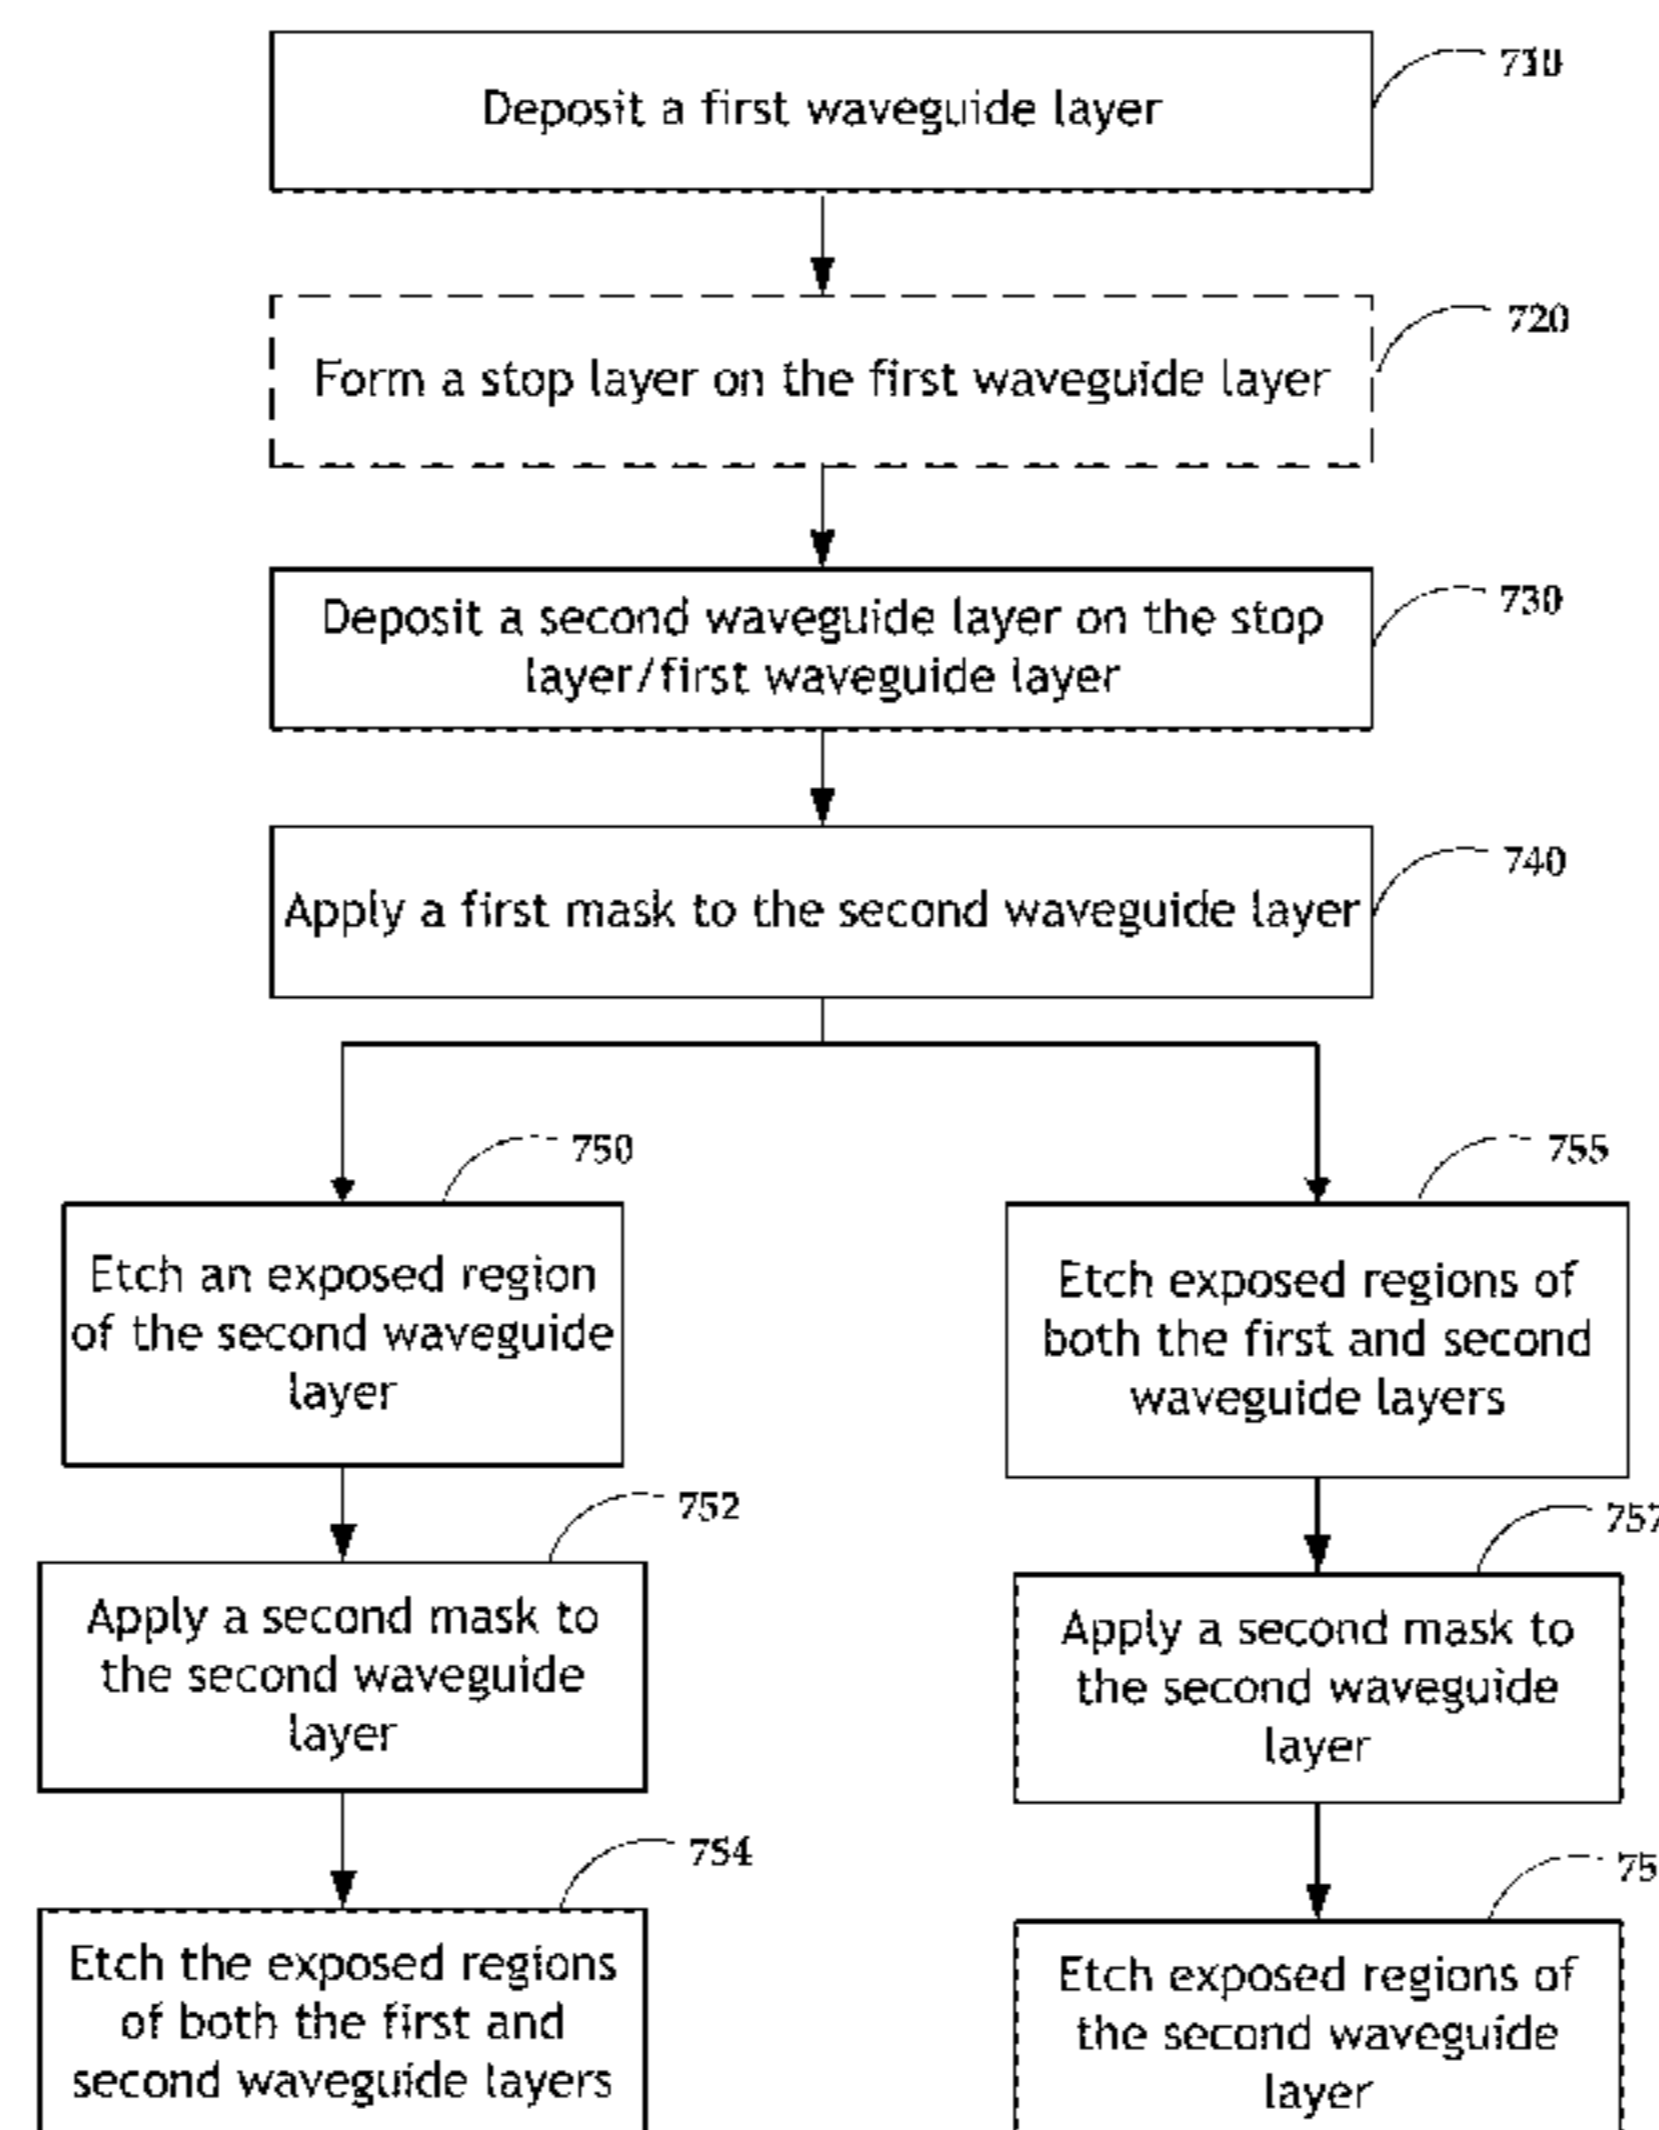 Deposit a first waveguide layer
710
Form a stop layer on the first waveguide layer
720
Deposit a second waveguide layer on the stop
layer/first waveguide layer
730
Apply a first mask to the second waveguide layer
740
750
Etch an exposed region
of the second waveguide
layer
752
Apply a second mask to
the second waveguide
layer
754
Etch the exposed regions
of both the first and
second waveguide layers
755
Etch exposed regions of
both the first and second
waveguide layers
757
Apply a second mask to
the second waveguide
layer
75
Etch exposed regions of
the second waveguide
layer